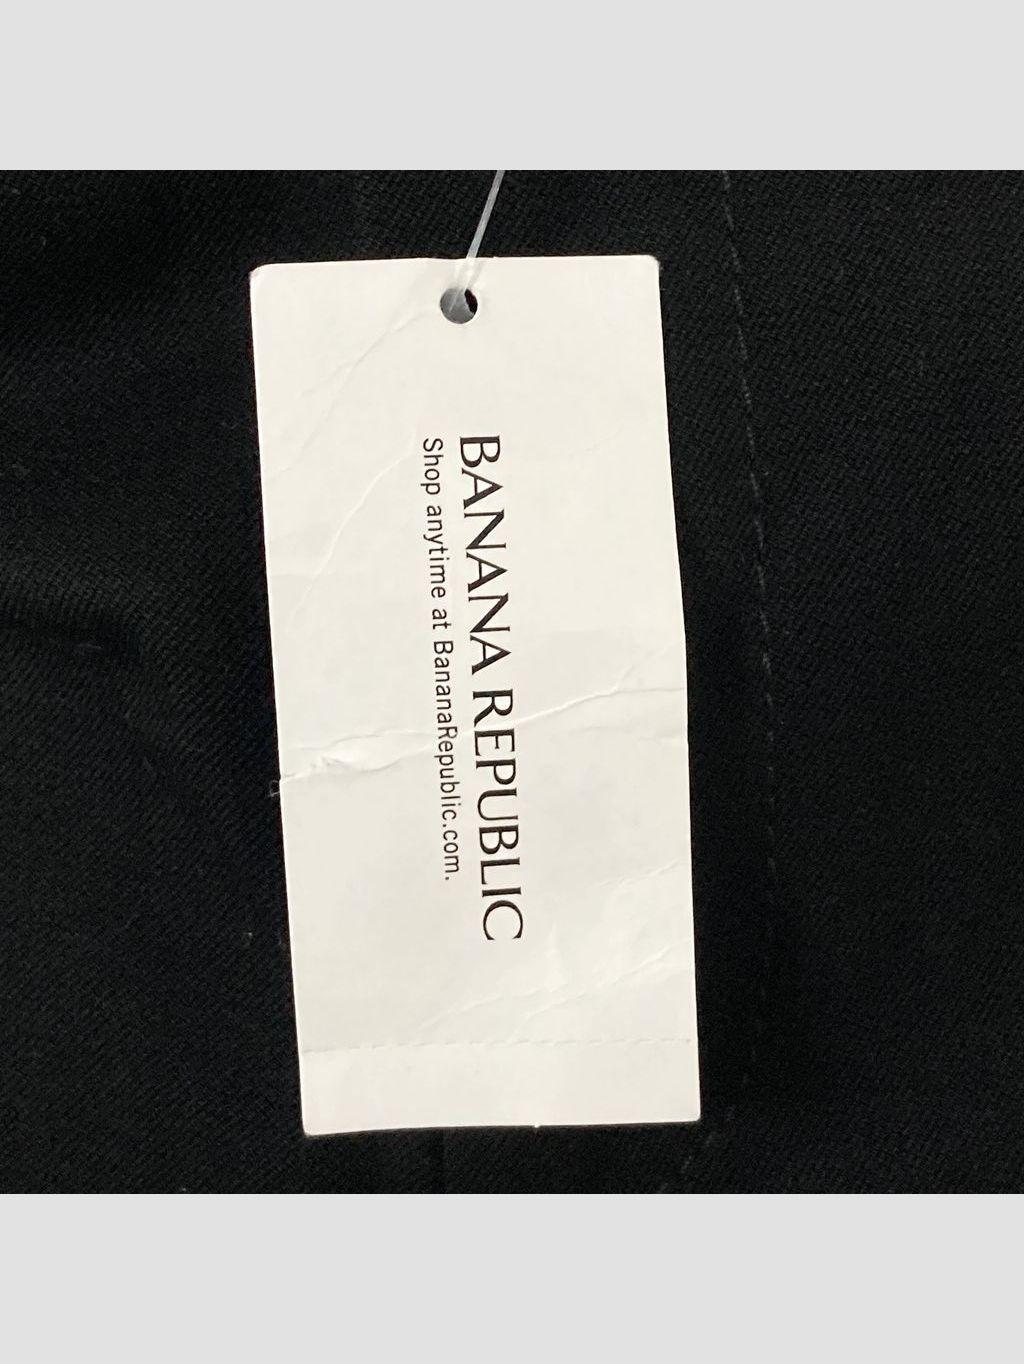 BANANA REPUBLIC
Shop anytime at BananaRepublic.com.